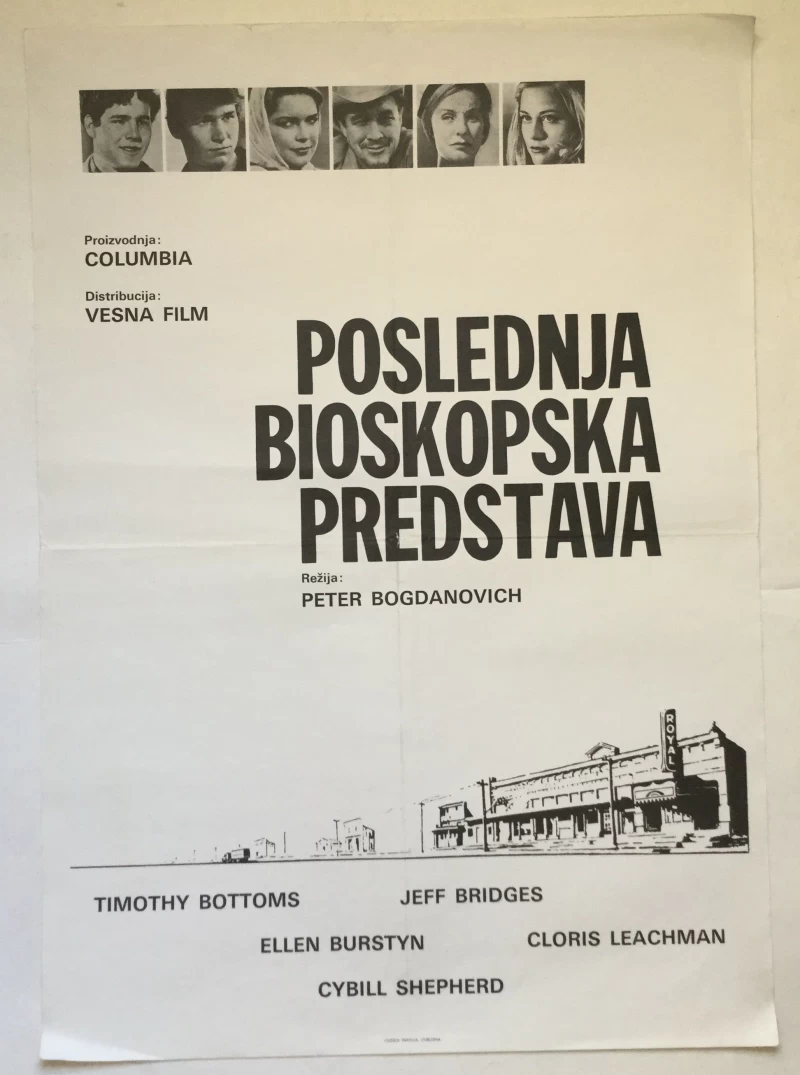 Proizvodnja:
COLUMBIA
Distribucija:
VESNA FILM
POSLEDNJA
BIOSKOPSKA
PREDSTAVA
Režija:
PETER BOGDANOVICH
ROYAL
TIMOTHY BOTTOMS JEFF BRIDGES
ELLEN BURSTYN CLORIS LEACHMAN
CYBILL SHEPHERD